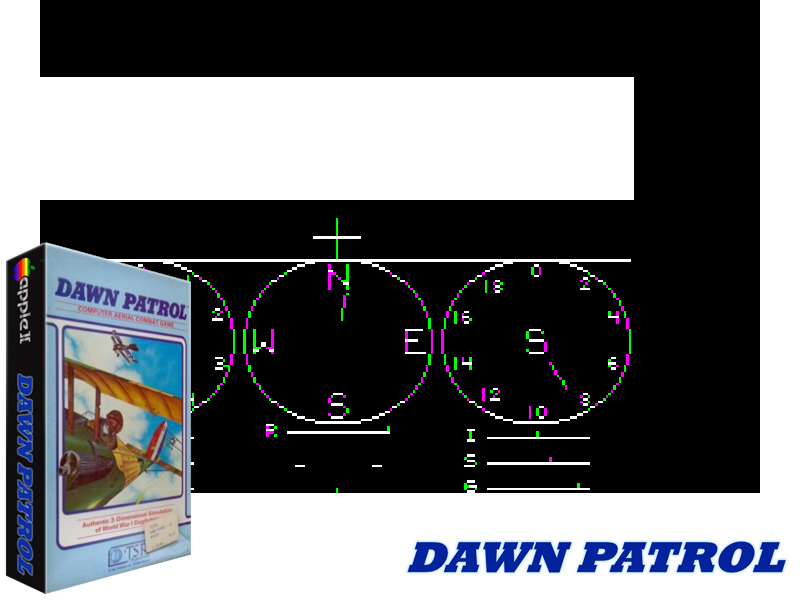 N
0
18
2
2
16
4
W
E
S
3
14
6
12
8
S
10
R
I
S
S
apple II
DAWN PATROL
COMPUTER AERIAL COMBAT GAME
DAWN PATROL
Authentic 3 Dimensional Simulation
of World War I Dogfights
TSR
DAWN PATROL